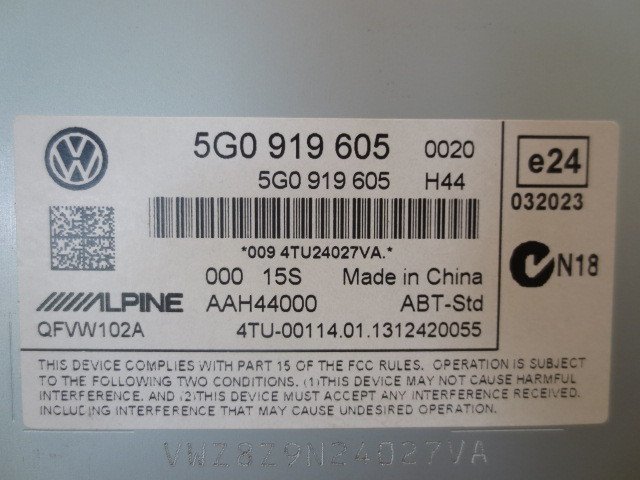 5G0 919 605 0020
5G0 919 605 H44
*009 4TU24027VA.*
000 15S Made in China
ALPINE AAH44000 ABT-Std
QFVW102A 4TU-00114.01.1312420055
e24
032023
N18
THIS DEVICE COMPLIES WITH PART 15 OF THE FCC RULES. OPERATION IS SUBJECT
TO THE FOLLOWING TWO CONDITIONS. (1)THIS DEVICE MAY NOT CAUSE HARMFUL
INTERFERENCE, AND (2)THIS DEVICE MUST ACCEPT ANY INTERFERENCE RECEIVED.
INCLUDING INTERFERENCE THAT MAY CAUSE UNDESIRED OPERATION.
VWZ8Z9N24027VA